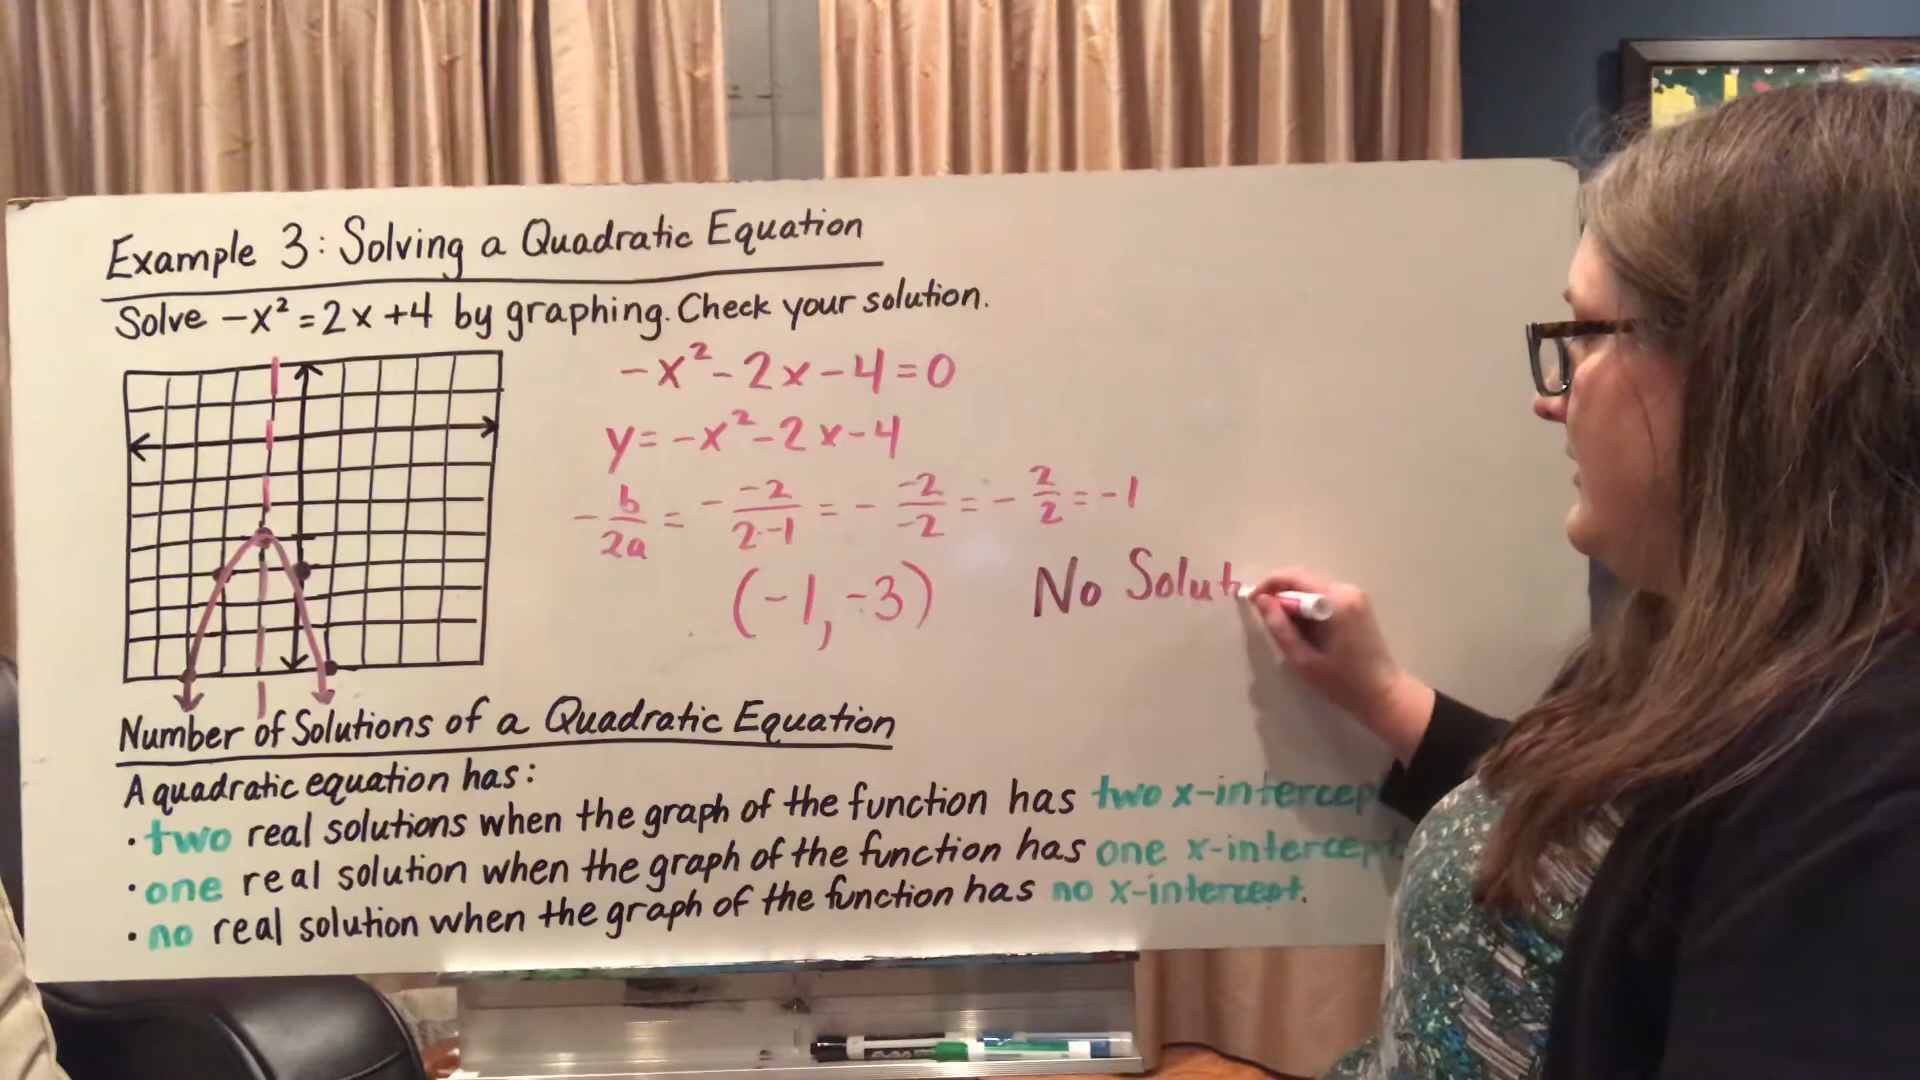 Example 3: Solving a Quadratic Equation
Solve -x² = 2x + 4 by graphing. Check your solution.
-x² - 2x - 4 = 0
y = -x² - 2x - 4
- b/2a = - -2/2·-1 = - -2/-2 = - 2/2 = -1
(-1, -3) No Solut
Number of Solutions of a Quadratic Equation
A quadratic equation has:
• two real solutions when the graph of the function has two x-intercep
• one real solution when the graph of the function has one x-intercept.
• no real solution when the graph of the function has no x-intercept.